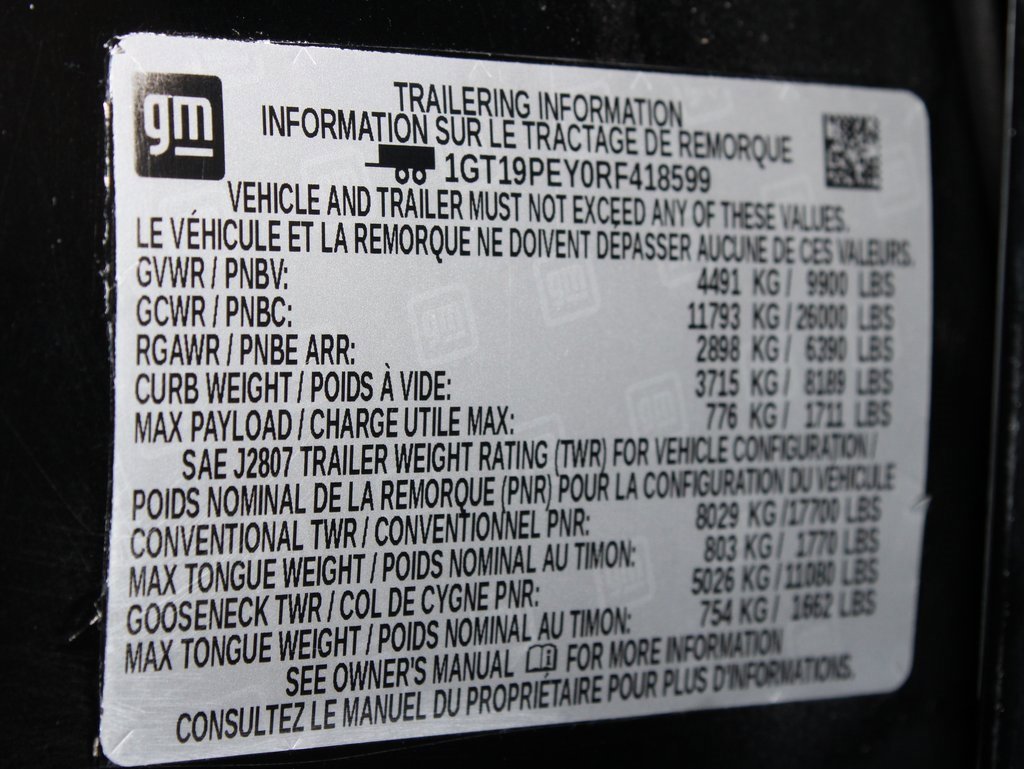 gm
TRAILERING INFORMATION
INFORMATION SUR LE TRACTAGE DE REMORQUE
1GT19PEY0RF418599
VEHICLE AND TRAILER MUST NOT EXCEED ANY OF THESE VALUES.
LE VÉHICULE ET LA REMORQUE NE DOIVENT DÉPASSER AUCUNE DE CES VALEURS.
GVWR / PNBV: 4491 KG / 9900 LBS
GCWR / PNBC: 11793 KG / 26000 LBS
RGAWR / PNBE ARR: 2898 KG / 6390 LBS
CURB WEIGHT / POIDS À VIDE: 3715 KG / 8189 LBS
MAX PAYLOAD / CHARGE UTILE MAX: 776 KG / 1711 LBS
SAE J2807 TRAILER WEIGHT RATING (TWR) FOR VEHICLE CONFIGURATION /
POIDS NOMINAL DE LA REMORQUE (PNR) POUR LA CONFIGURATION DU VÉHICULE
CONVENTIONAL TWR / CONVENTIONNEL PNR: 8029 KG /17700 LBS
MAX TONGUE WEIGHT / POIDS NOMINAL AU TIMON: 803 KG / 1770 LBS
GOOSENECK TWR / COL DE CYGNE PNR: 5026 KG / 11080 LBS
MAX TONGUE WEIGHT / POIDS NOMINAL AU TIMON: 754 KG / 1662 LBS
SEE OWNER'S MANUAL FOR MORE INFORMATION
CONSULTEZ LE MANUEL DU PROPRIÉTAIRE POUR PLUS D'INFORMATIONS.